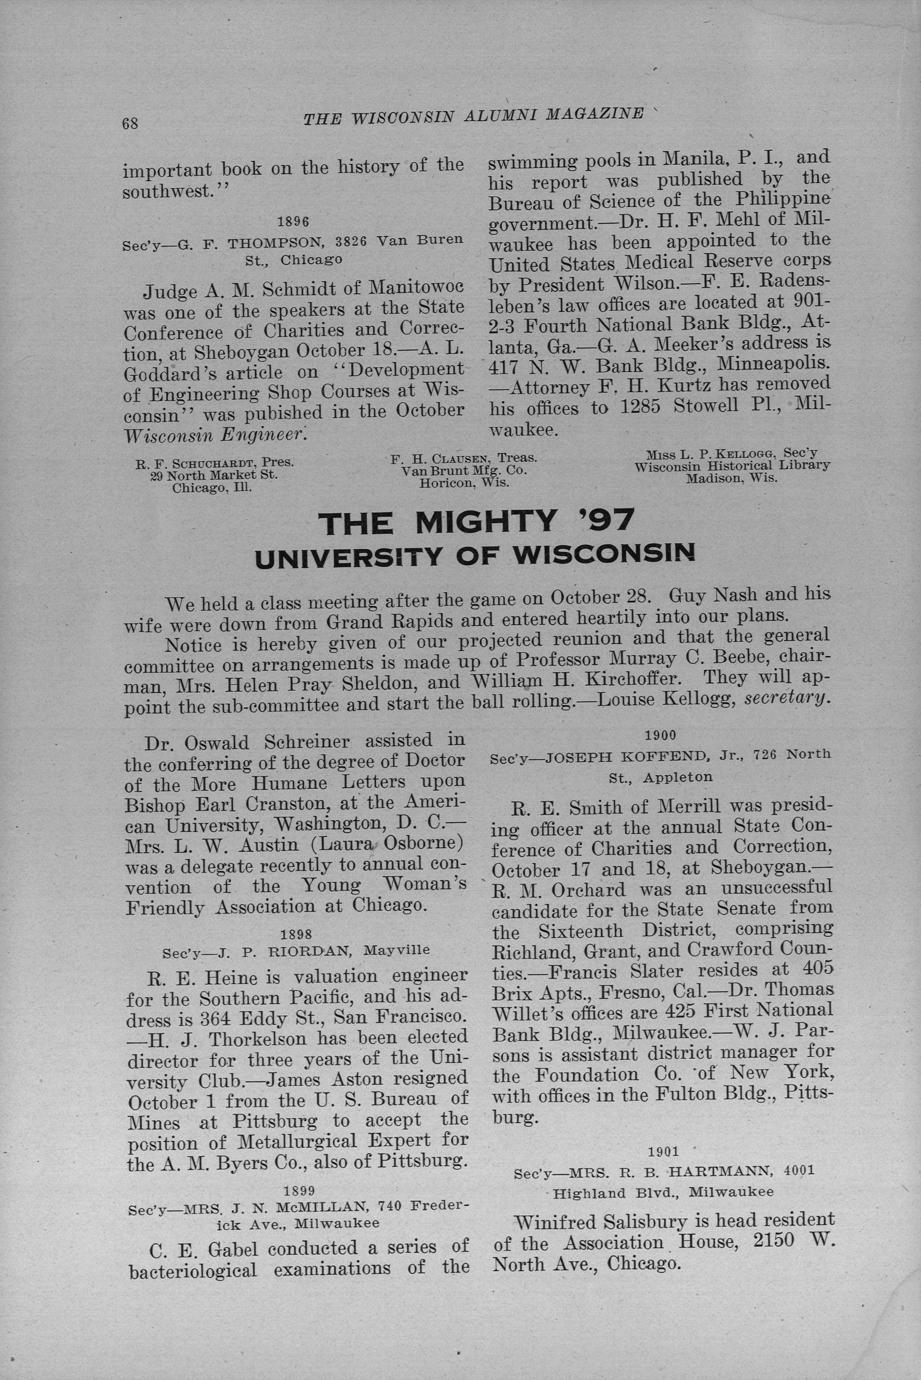 68
THE WISCONSIN ALUMNI MAGAZINE
important book on the history of the
southwest.''
1896
Sec'y—G. F. THOMPSON, 3826 Van Buren
St., Chicago
Judge A. M. Schmidt of Manitowoc
was one of the speakers at the State
Conference of Charities and Correc-
tion, at Sheboygan October 18.—A. L.
Goddard's article on ''Development
of Engineering Shop Courses at Wis-
consin'' was pubished in the October
Wisconsin Engineer.
swimming pools in Manila, P. I., and
his report was published by the
Bureau of Science of the Philippine
government.—Dr. H. F. Mehl of Mil-
waukee has been appointed to the
United States Medical Reserve corps
by President Wilson.—F. E. Radens-
leben's law offices are located at 901-
2-3 Fourth National Bank Bldg., At-
lanta, Ga.—G. A. Meeker's address is
417 N. W. Bank Bldg., Minneapolis.
—Attorney F. H. Kurtz has removed
his offices to 1285 Stowell Pl., Mil-
waukee.
R. F. SCHUCHARDT, Pres.
29 North Market St.
Chicago, Ill.
F. H. CLAUSEN, Treas.
Van Brunt Mfg. Co.
Horicon, Wis.
MISS L. P. KELLOGG, Sec'y
Wisconsin Historical Library
Madison, Wis.
THE MIGHTY '97
UNIVERSITY OF WISCONSIN
We held a class meeting after the game on October 28. Guy Nash and his
wife were down from Grand Rapids and entered heartily into our plans.
Notice is hereby given of our projected reunion and that the general
committee on arrangements is made up of Professor Murray C. Beebe, chair-
man, Mrs. Helen Pray Sheldon, and William H. Kirchoffer. They will ap-
point the sub-committee and start the ball rolling.—Louise Kellogg, secretary.
Dr. Oswald Schreiner assisted in
the conferring of the degree of Doctor
of the More Humane Letters upon
Bishop Earl Cranston, at the Ameri-
can University, Washington, D. C.—
Mrs. L. W. Austin (Laura Osborne)
was a delegate recently to annual con-
vention of the Young Woman's
Friendly Association at Chicago.
1898
Sec'y—J. P. RIORDAN, Mayville
R. E. Heine is valuation engineer
for the Southern Pacific, and his ad-
dress is 364 Eddy St., San Francisco.
—H. J. Thorkelson has been elected
director for three years of the Uni-
versity Club.—James Aston resigned
October 1 from the U. S. Bureau of
Mines at Pittsburg to accept the
position of Metallurgical Expert for
the A. M. Byers Co., also of Pittsburg.
1899
Sec'y—MRS. J. N. McMILLAN, 740 Freder-
ick Ave., Milwaukee
C. E. Gabel conducted a series of
bacteriological examinations of the
1900
Sec'y—JOSEPH KOFFEND, Jr., 726 North
St., Appleton
R. E. Smith of Merrill was presid-
ing officer at the annual State Con-
ference of Charities and Correction,
October 17 and 18, at Sheboygan.—
R. M. Orchard was an unsuccessful
candidate for the State Senate from
the Sixteenth District, comprising
Richland, Grant, and Crawford Coun-
ties.—Francis Slater resides at 405
Brix Apts., Fresno, Cal.—Dr. Thomas
Willet's offices are 425 First National
Bank Bldg., Milwaukee.—W. J. Par-
sons is assistant district manager for
the Foundation Co. of New York,
with offices in the Fulton Bldg., Pitts-
burg.
1901
Sec'y—MRS. R. B. HARTMANN, 4001
Highland Blvd., Milwaukee
Winifred Salisbury is head resident
of the Association House, 2150 W.
North Ave., Chicago.